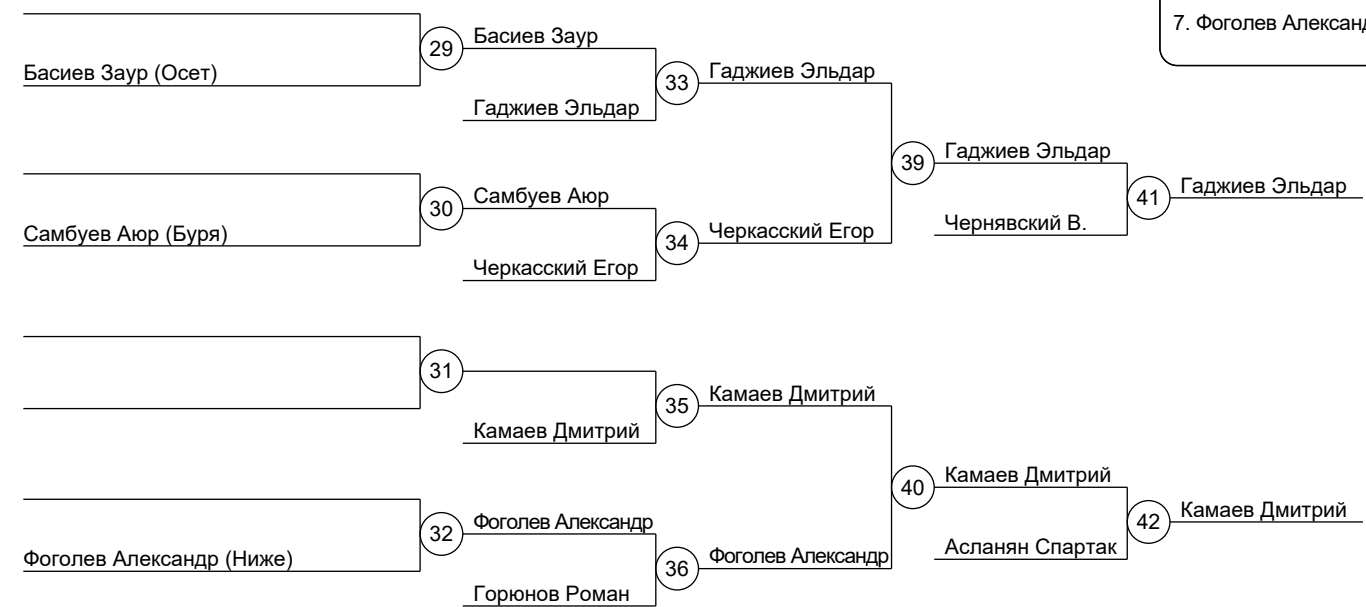 7. Фоголев Александ
29
Басиев Заур
Басиев Заур (Осет)
33
Гаджиев Эльдар
Гаджиев Эльдар
39
Гаджиев Эльдар
41
Гаджиев Эльдар
30
Самбуев Аюр
Самбуев Аюр (Буря)
34
Черкасский Егор
Чернявский В.
Черкасский Егор
31
35
Камаев Дмитрий
Камаев Дмитрий
40
Камаев Дмитрий
42
Камаев Дмитрий
32
Фоголев Александр
Фоголев Александр (Ниже)
36
Фоголев Александр
Асланян Спартак
Горюнов Роман